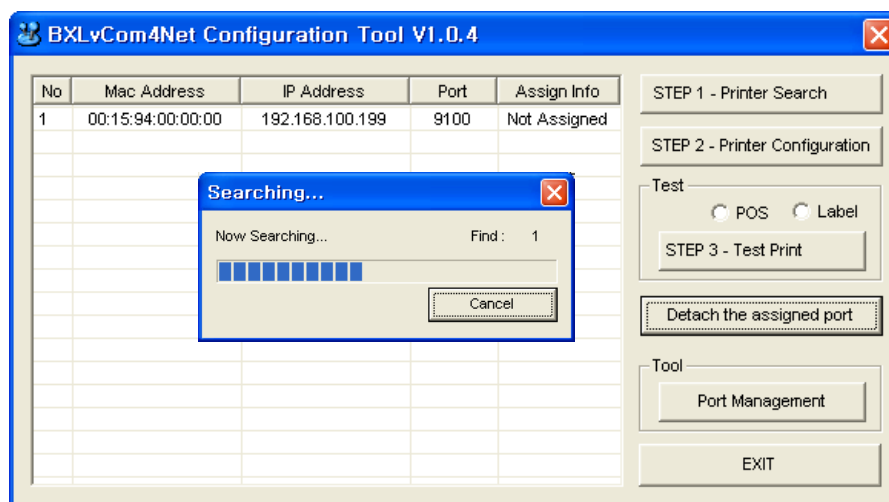 BXLvCom4Net Configuration Tool V1.0.4
No Mac Address IP Address Port Assign Info
1 00:15:94:00:00:00 192.168.100.199 9100 Not Assigned
Searching...
Now Searching... Find : 1
Cancel
STEP 1 - Printer Search
STEP 2 - Printer Configuration
Test
POS Label
STEP 3 - Test Print
Detach the assigned port
Tool
Port Management
EXIT